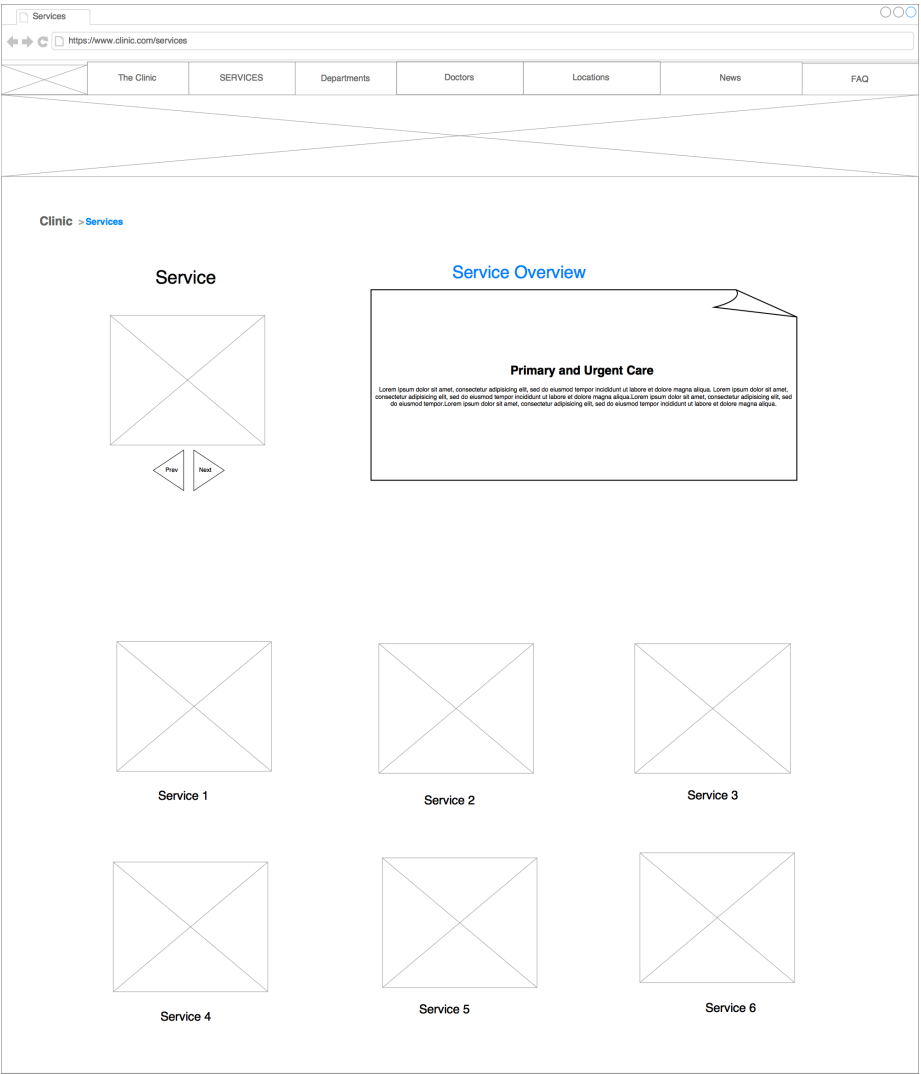 Services
https://www.clinic.com/services
The Clinic
SERVICES
Departments
Doctors
Locations
News
FAQ
Clinic > Services
Service
Service Overview
Primary and Urgent Care
Lorem ipsum dolor sit amet, consectetur adipisicing elit, sed do eiusmod tempor incididunt ut labore et dolore magna aliqua. Lorem ipsum dolor sit amet,
consectetur adipisicing elit, sed do eiusmod tempor incididunt ut labore et dolore magna aliqua.Lorem ipsum dolor sit amet, consectetur adipisicing elit, sed
do eiusmod tempor.Lorem ipsum dolor sit amet, consectetur adipisicing elit, sed do eiusmod tempor incididunt ut labore et dolore magna aliqua.
Prev
Next
Service 1
Service 2
Service 3
Service 4
Service 5
Service 6